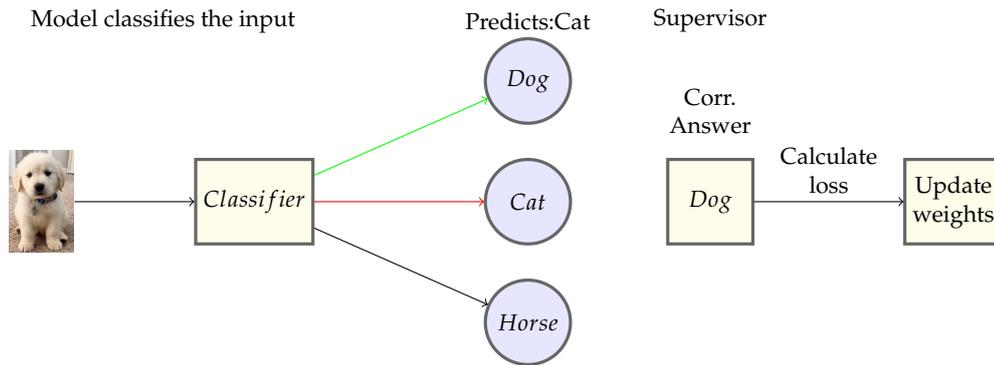 Model classifies the input
Predicts:Cat
Supervisor
Dog
Corr.
Answer
Classifier
Cat
Dog
Calculate
loss
Update
weights
Horse